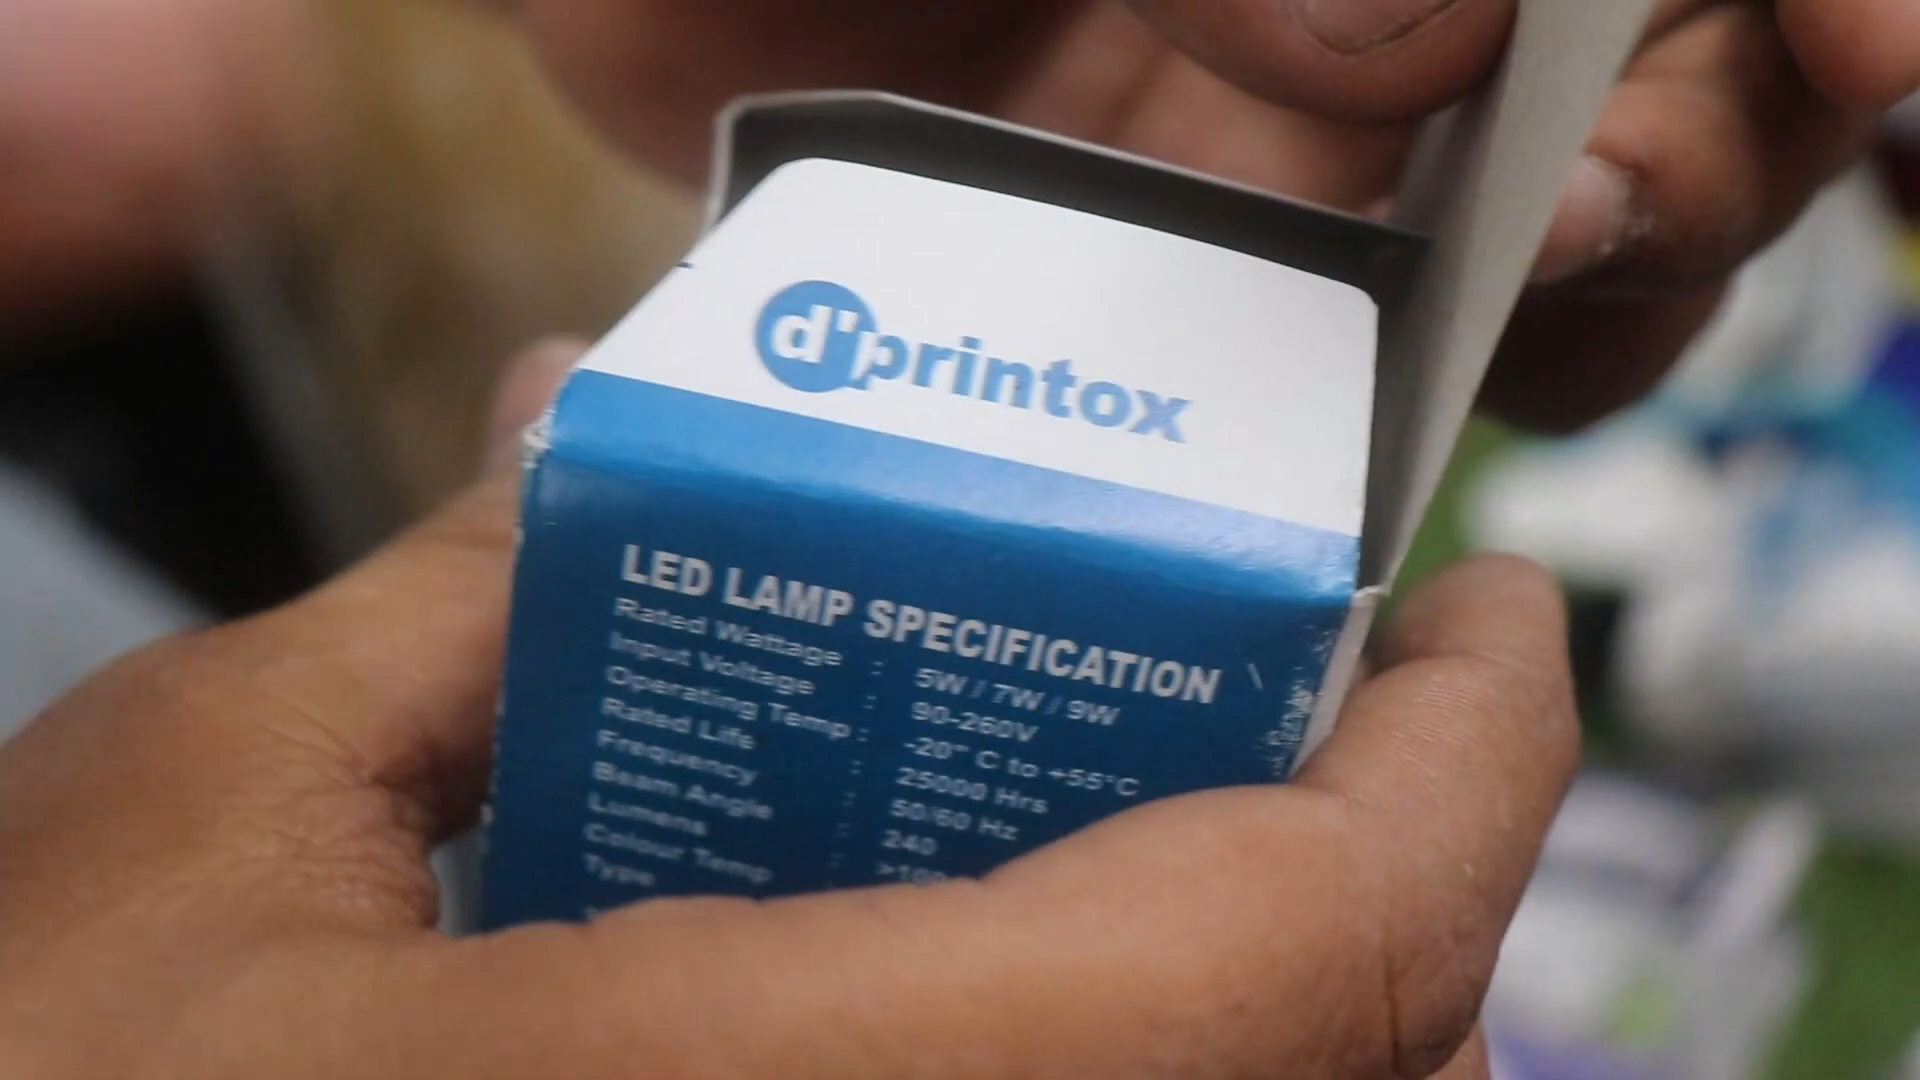 d'printox
LED LAMP SPECIFICATION
Rated Wattage : 5W / 7W / 9W
Input Voltage : 90-260V
Operating Temp : -20° C to +55°C
Rated Life : 25000 Hrs
Frequency : 50/60 Hz
Beam Angle : 240
Lumens : >100
Colour Temp
Type